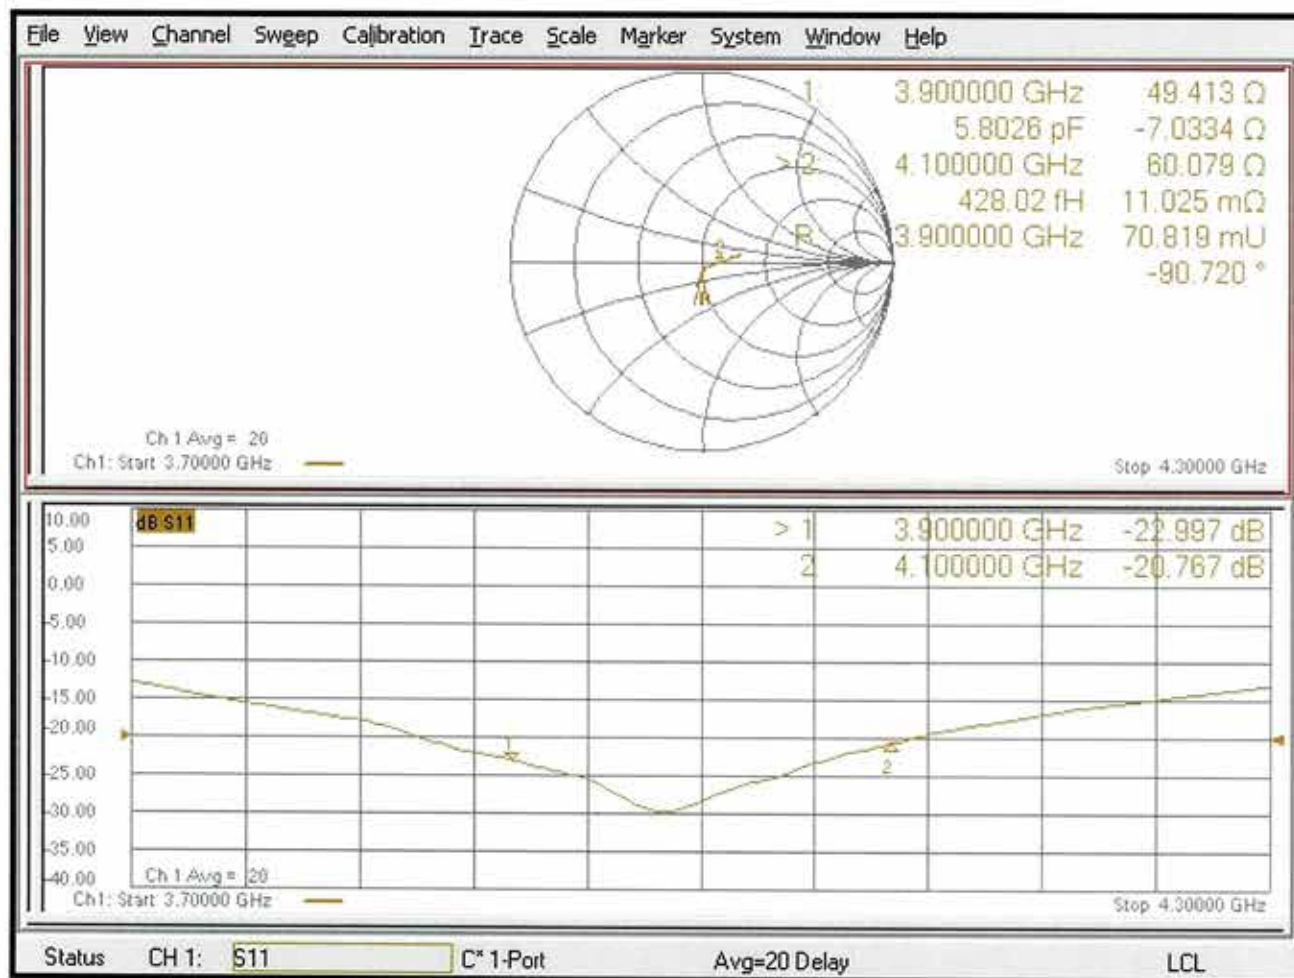 File View Channel Sweep Calibration Trace Scale Marker System Window Help
1 3.900000 GHz 49.413 Ω
5.8026 pF -7.0334 Ω
> 2 4.100000 GHz 60.079 Ω
428.02 fH 11.025 mΩ
R 3.900000 GHz 70.819 mU
-90.720 °
2
R
Ch 1 Avg = 20
Ch1: Start 3.70000 GHz
Stop 4.30000 GHz
dB S11
> 1 3.900000 GHz -22.997 dB
2 4.100000 GHz -20.767 dB
10.00
5.00
0.00
-5.00
-10.00
-15.00
-20.00
-25.00
-30.00
-35.00
-40.00
1
2
Ch 1 Avg = 20
Ch1: Start 3.70000 GHz
Stop 4.30000 GHz
Status CH 1: S11 C* 1-Port Avg=20 Delay LCL